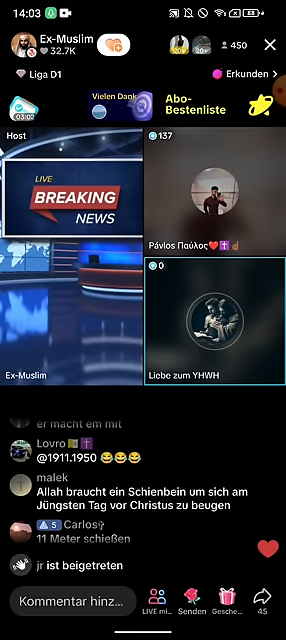 14:03
Ex-Muslim
32.7K
20+
450
Liga D1
Erkunden >
03:02
Vielen Dank
Abo-
Bestenliste
Host
137
LIVE
BREAKING
NEWS
Pávlos Παύλος❤️✝️☝️
0
Ex-Muslim
Liebe zum YHWH
er macht em mit
Lovro🇻🇦✝️
@1911.1950 😂😂😂
malek
Allah braucht ein Schienbein um sich am
Jüngsten Tag vor Christus zu beugen
5 Carlos✞
11 Meter schießen
jr ist beigetreten
Kommentar hinz...
LIVE mi...
Senden
Gesche...
45